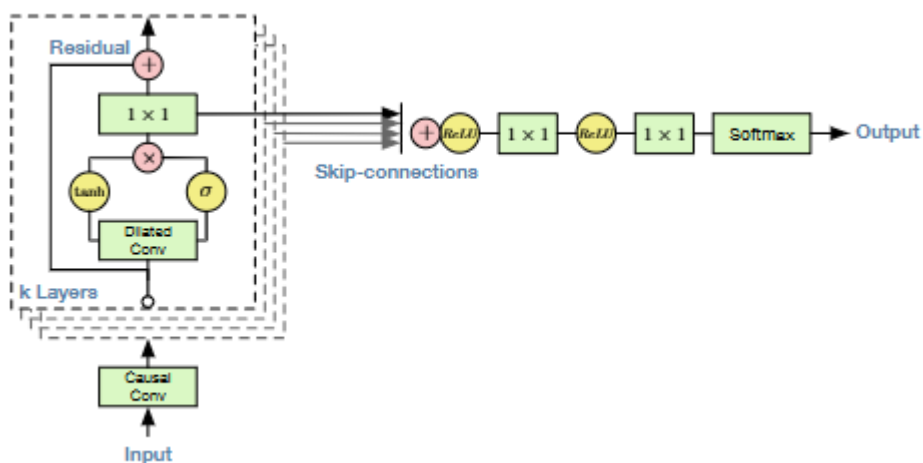 Residual
+
1 × 1
×
tanh
σ
Dilated
Conv
k Layers
Causal
Conv
Input
Skip-connections
+
ReLU
1 × 1
ReLU
1 × 1
Softmax
Output